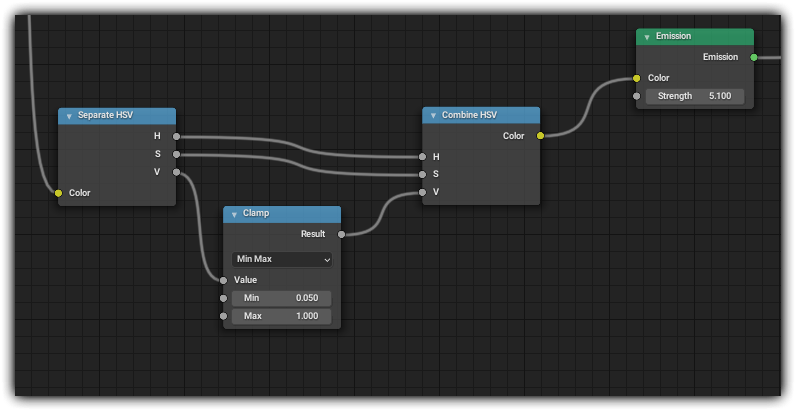 Emission
Emission
Color
Strength 5.100
Separate HSV
H
S
V
Color
Combine HSV
Color
H
S
V
Clamp
Result
Min Max
Value
Min 0.050
Max 1.000